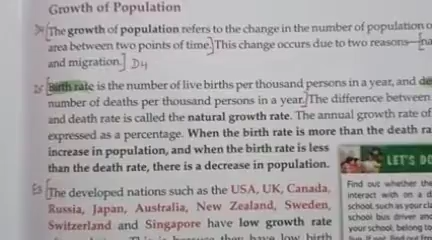 Growth of Population
The growth of population refers to the change in the number of population
area between two points of time. This change occurs due to two reasons—
and migration. D4
Birth rate is the number of live births per thousand persons in a year, and
number of deaths per thousand persons in a year. The difference between
and death rate is called the natural growth rate. The annual growth rate of
expressed as a percentage. When the birth rate is more than the death
increase in population, and when the birth rate is less
than the death rate, there is a decrease in population.
The developed nations such as the USA, UK, Canada,
Russia, Japan, Australia, New Zealand, Sweden,
Switzerland and Singapore have low growth rate
have low birth
LET'S DO
Find out whether the
interact with on a d
school, such as your cl
school bus driver and
your school, belong to